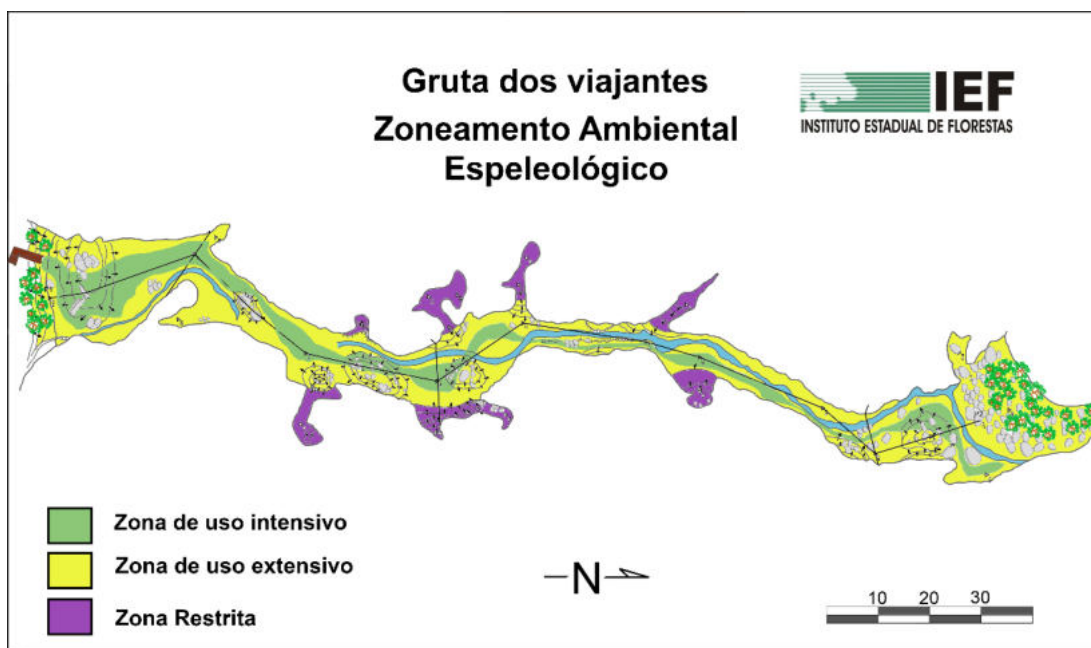 Gruta dos viajantes
Zoneamento Ambiental
Espeleológico
IEF
INSTITUTO ESTADUAL DE FLORESTAS
Zona de uso intensivo
Zona de uso extensivo
Zona Restrita
N
10 20 30